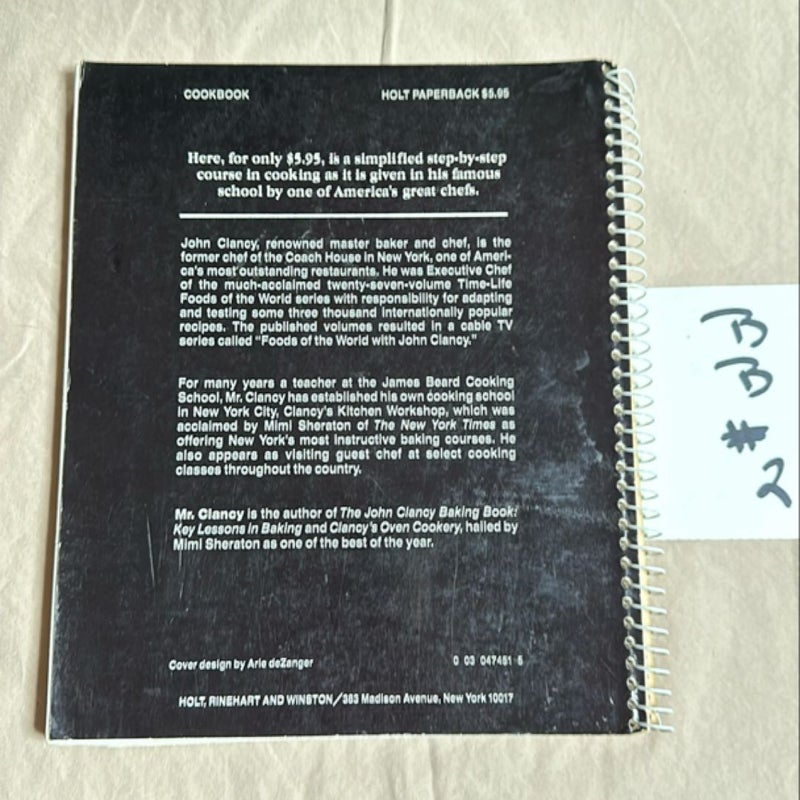 COOKBOOK HOLT PAPERBACK $5.95
Here, for only $5.95, is a simplified step-by-step
course in cooking as it is given in his famous
school by one of America's great chefs.
John Clancy, renowned master baker and chef, is the
former chef of the Coach House in New York, one of Ameri-
ca's most outstanding restaurants. He was Executive Chef
of the much-acclaimed twenty-seven-volume Time-Life
Foods of the World series with responsibility for adapting
and testing some three thousand internationally popular
recipes. The published volumes resulted in a cable TV
series called "Foods of the World with John Clancy."
For many years a teacher at the James Beard Cooking
School, Mr. Clancy has established his own cooking school
in New York City, Clancy's Kitchen Workshop, which was
acclaimed by Mimi Sheraton of The New York Times as
offering New York's most instructive baking courses. He
also appears as visiting guest chef at select cooking
classes throughout the country.
Mr. Clancy is the author of The John Clancy Baking Book:
Key Lessons in Baking and Clancy's Oven Cookery, hailed by
Mimi Sheraton as one of the best of the year.
Cover design by Arie deZanger 0 03 047451 5
HOLT, RINEHART AND WINSTON/383 Madison Avenue, New York 10017